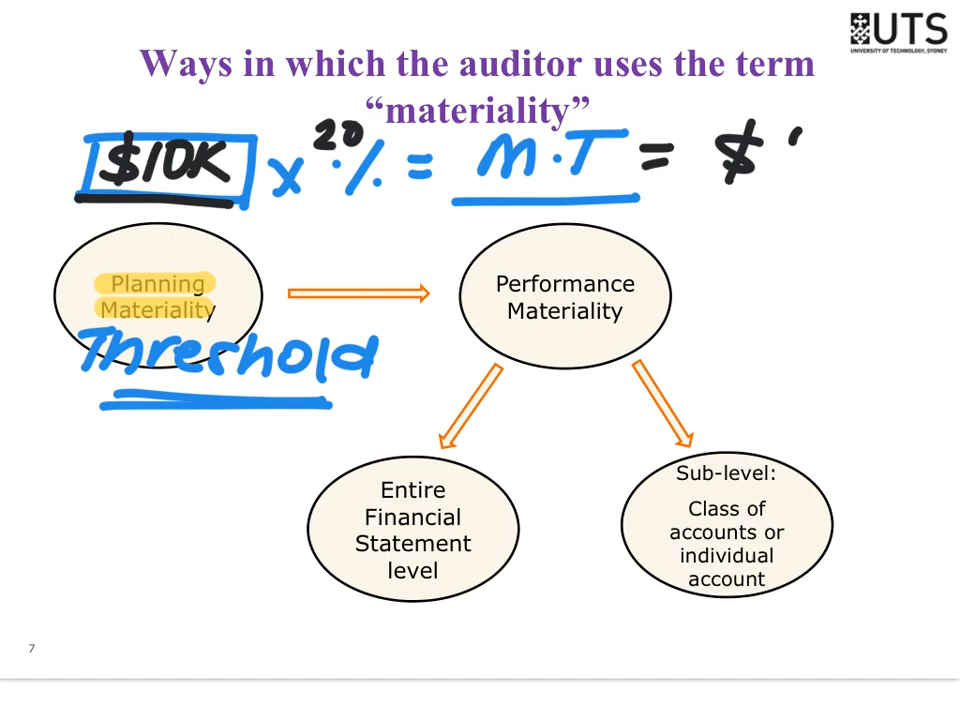 UTS
UNIVERSITY OF TECHNOLOGY, SYDNEY
Ways in which the auditor uses the term
“materiality”
$10K x 20 % = M.T = $
Planning
Materiality
Threshold
Performance
Materiality
Entire
Financial
Statement
level
Sub-level:
Class of
accounts or
individual
account
7